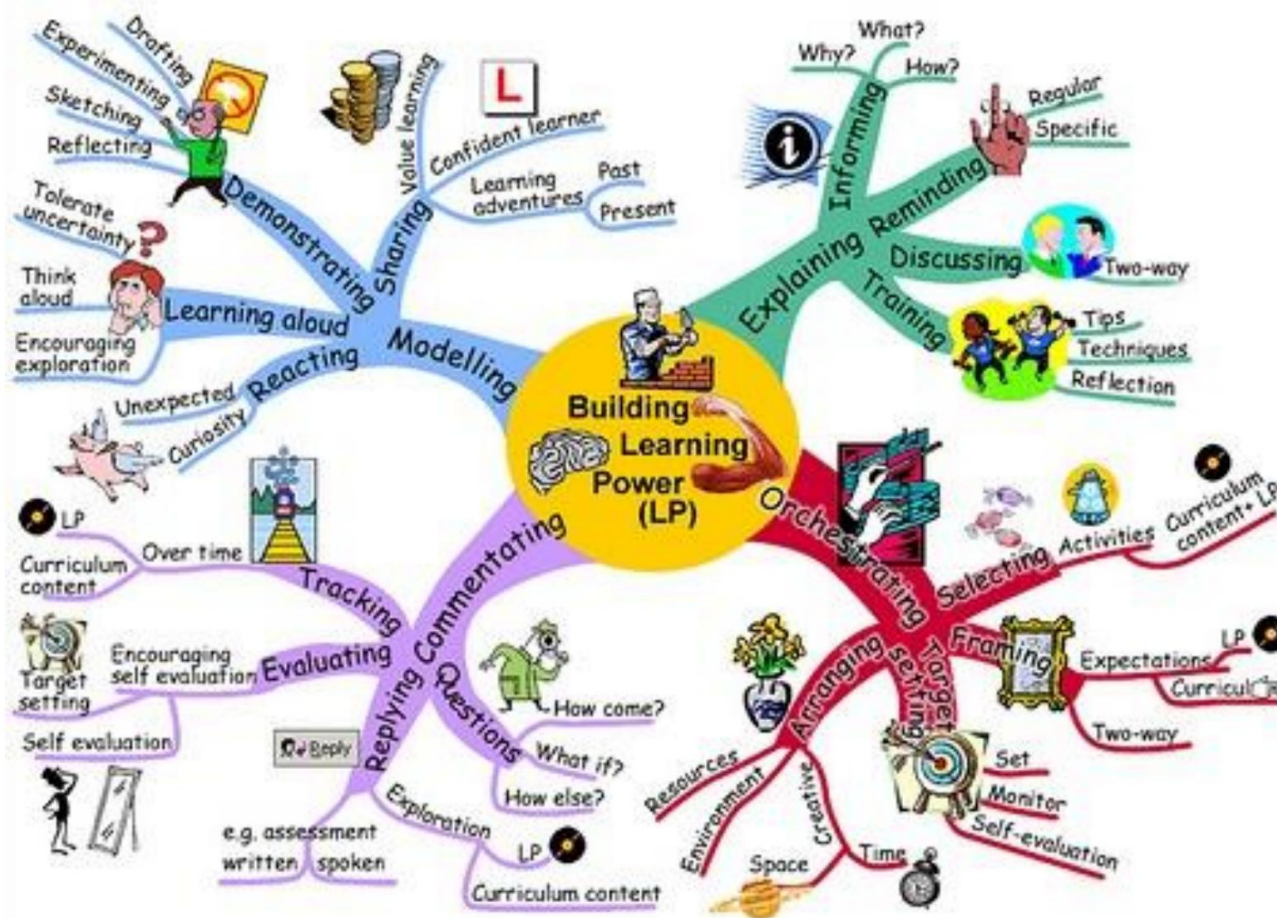 Building
Learning
Power
(LP)
Modelling
Demonstrating
Drafting
Experimenting
Sketching
Reflecting
Sharing
Value learning
L
Confident learner
Learning
adventures
Past
Present
Learning aloud
Tolerate
uncertainty
?
Think
aloud
Encouraging
exploration
Reacting
Unexpected
Curiosity
Explaining
Informing
Why?
What?
How?
i
Reminding
Regular
Specific
Discussing
Two-way
Training
Tips
Techniques
Reflection
Orchestrating
Selecting
Activities
Curriculum
content+ LP
Framing
Expectations
LP
Two-way
Target
setting
Set
Monitor
Self-evaluation
Arranging
Resources
Environment
Creative
Space
Time
Commentating
Tracking
Over time
LP
Curriculum
content
Evaluating
Encouraging
self evaluation
Target
setting
Self evaluation
Replying
Reply
e.g. assessment
written spoken
Exploration
LP
Curriculum content
Questions
How come?
What if?
How else?